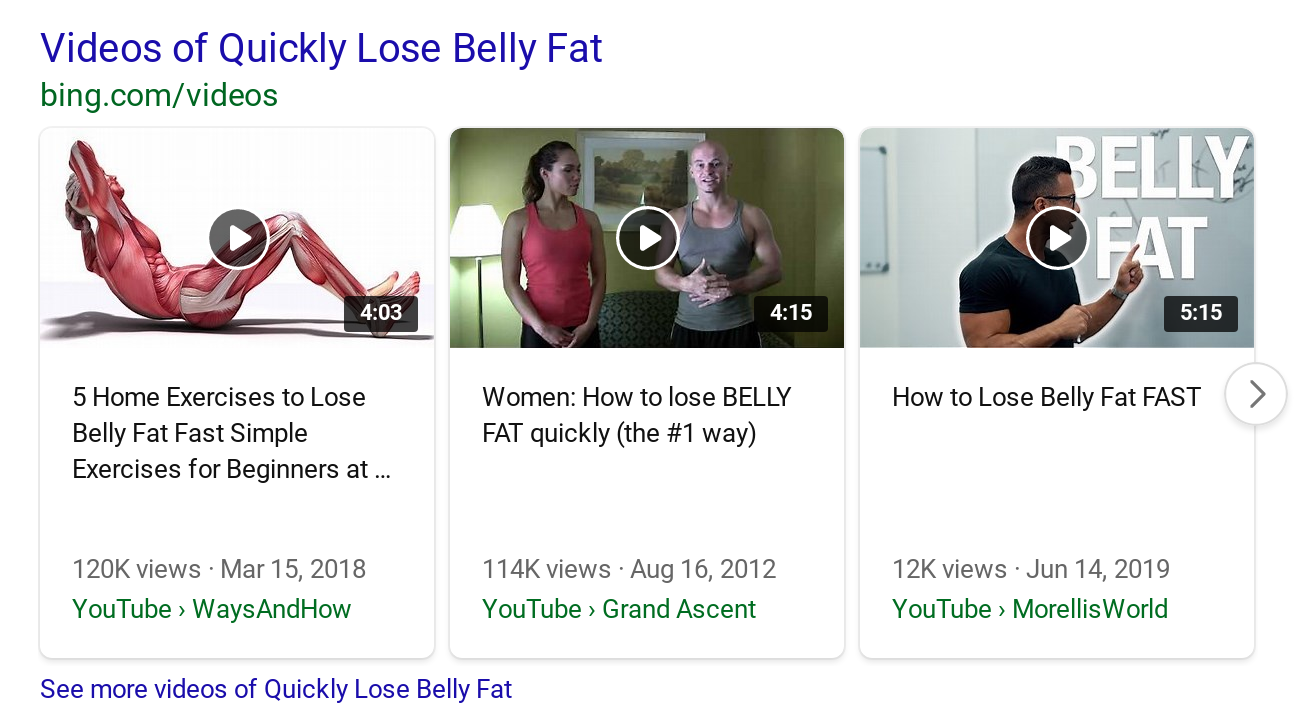 Videos of Quickly Lose Belly Fat
bing.com/videos
4:03
5 Home Exercises to Lose
Belly Fat Fast Simple
Exercises for Beginners at ...
120K views · Mar 15, 2018
YouTube › WaysAndHow
4:15
Women: How to lose BELLY
FAT quickly (the #1 way)
114K views · Aug 16, 2012
YouTube › Grand Ascent
BELLY
FAT
5:15
How to Lose Belly Fat FAST
12K views · Jun 14, 2019
YouTube › MorellisWorld
See more videos of Quickly Lose Belly Fat